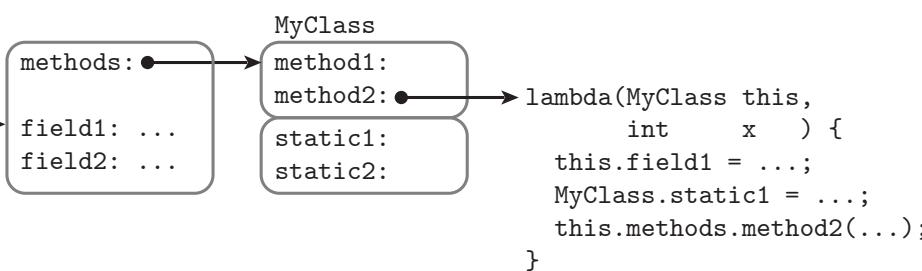 MyClass
methods:
field1: ...
field2: ...
method1:
method2:
static1:
static2:
lambda(MyClass this,
int x ) {
this.field1 = ...;
MyClass.static1 = ...;
this.methods.method2(...);
}